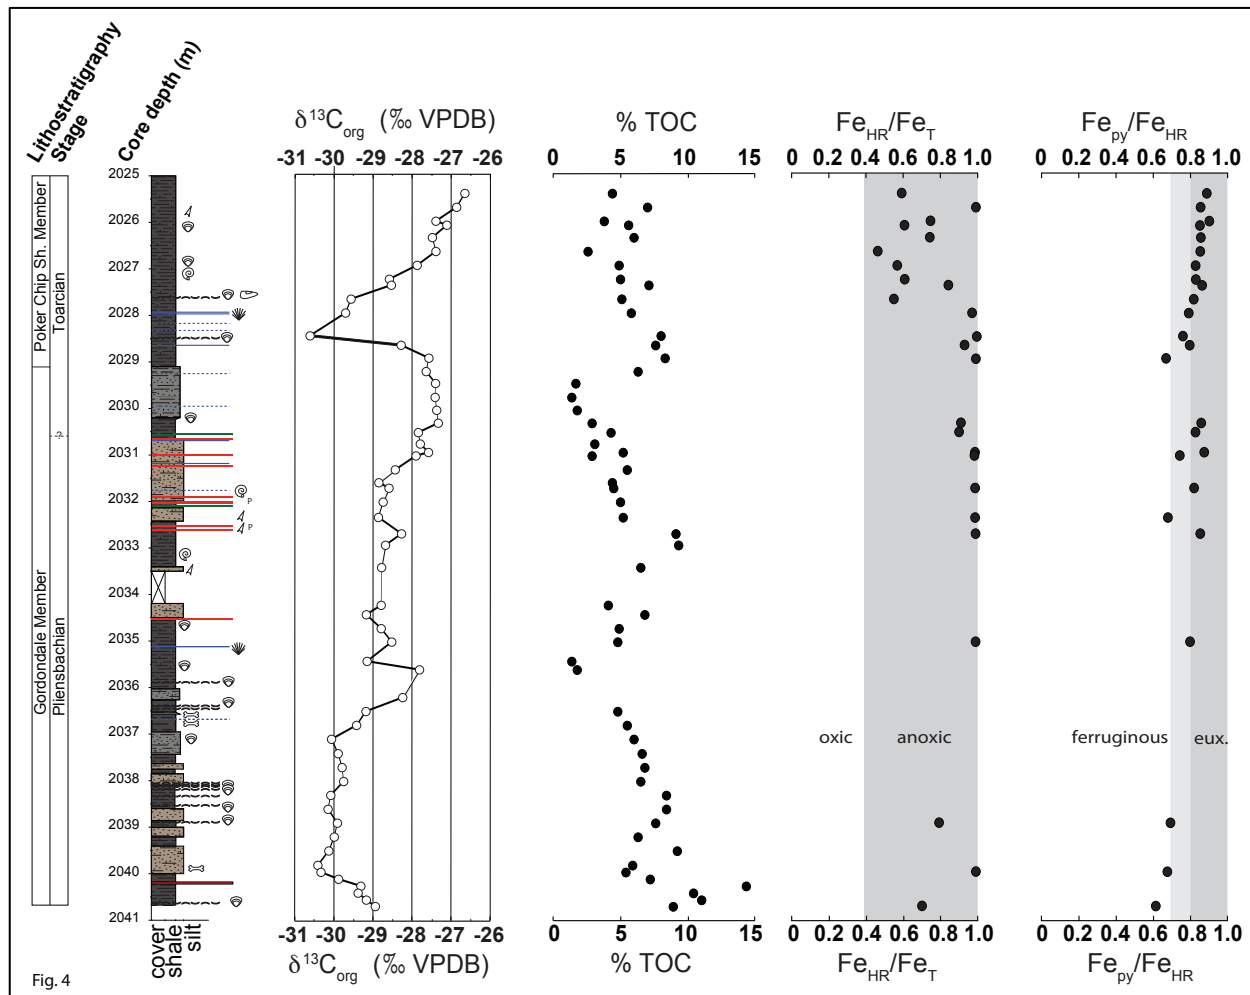 Lithostratigraphy
Stage
Core depth (m)
δ13Corg (‰ VPDB)
% TOC
FeHR/FeT
Fepy/FeHR
-31 -30 -29 -28 -27 -26
0 5 10 15
0 0.2 0.4 0.6 0.8 1.0
0 0.2 0.4 0.6 0.8 1.0
Poker Chip Sh. Member
Toarcian
?
Gordondale Member
Pliensbachian
2025
2026
2027
2028
2029
2030
2031
2032
2033
2034
2035
2036
2037
2038
2039
2040
2041
P
P
oxic
anoxic
ferruginous
eux.
cover
shale
silt
-31 -30 -29 -28 -27 -26
0 5 10 15
0 0.2 0.4 0.6 0.8 1.0
0 0.2 0.4 0.6 0.8 1.0
δ13Corg (‰ VPDB)
% TOC
FeHR/FeT
Fepy/FeHR
Fig. 4